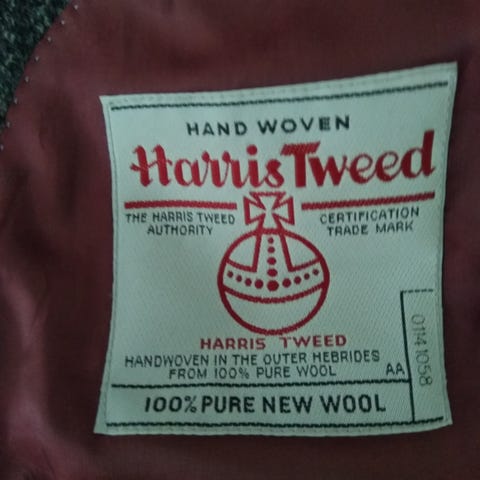 HAND WOVEN
Harris Tweed
THE HARRIS TWEED AUTHORITY
CERTIFICATION TRADE MARK
HARRIS TWEED
HANDWOVEN IN THE OUTER HEBRIDES
FROM 100% PURE WOOL
AA
01141058
100% PURE NEW WOOL